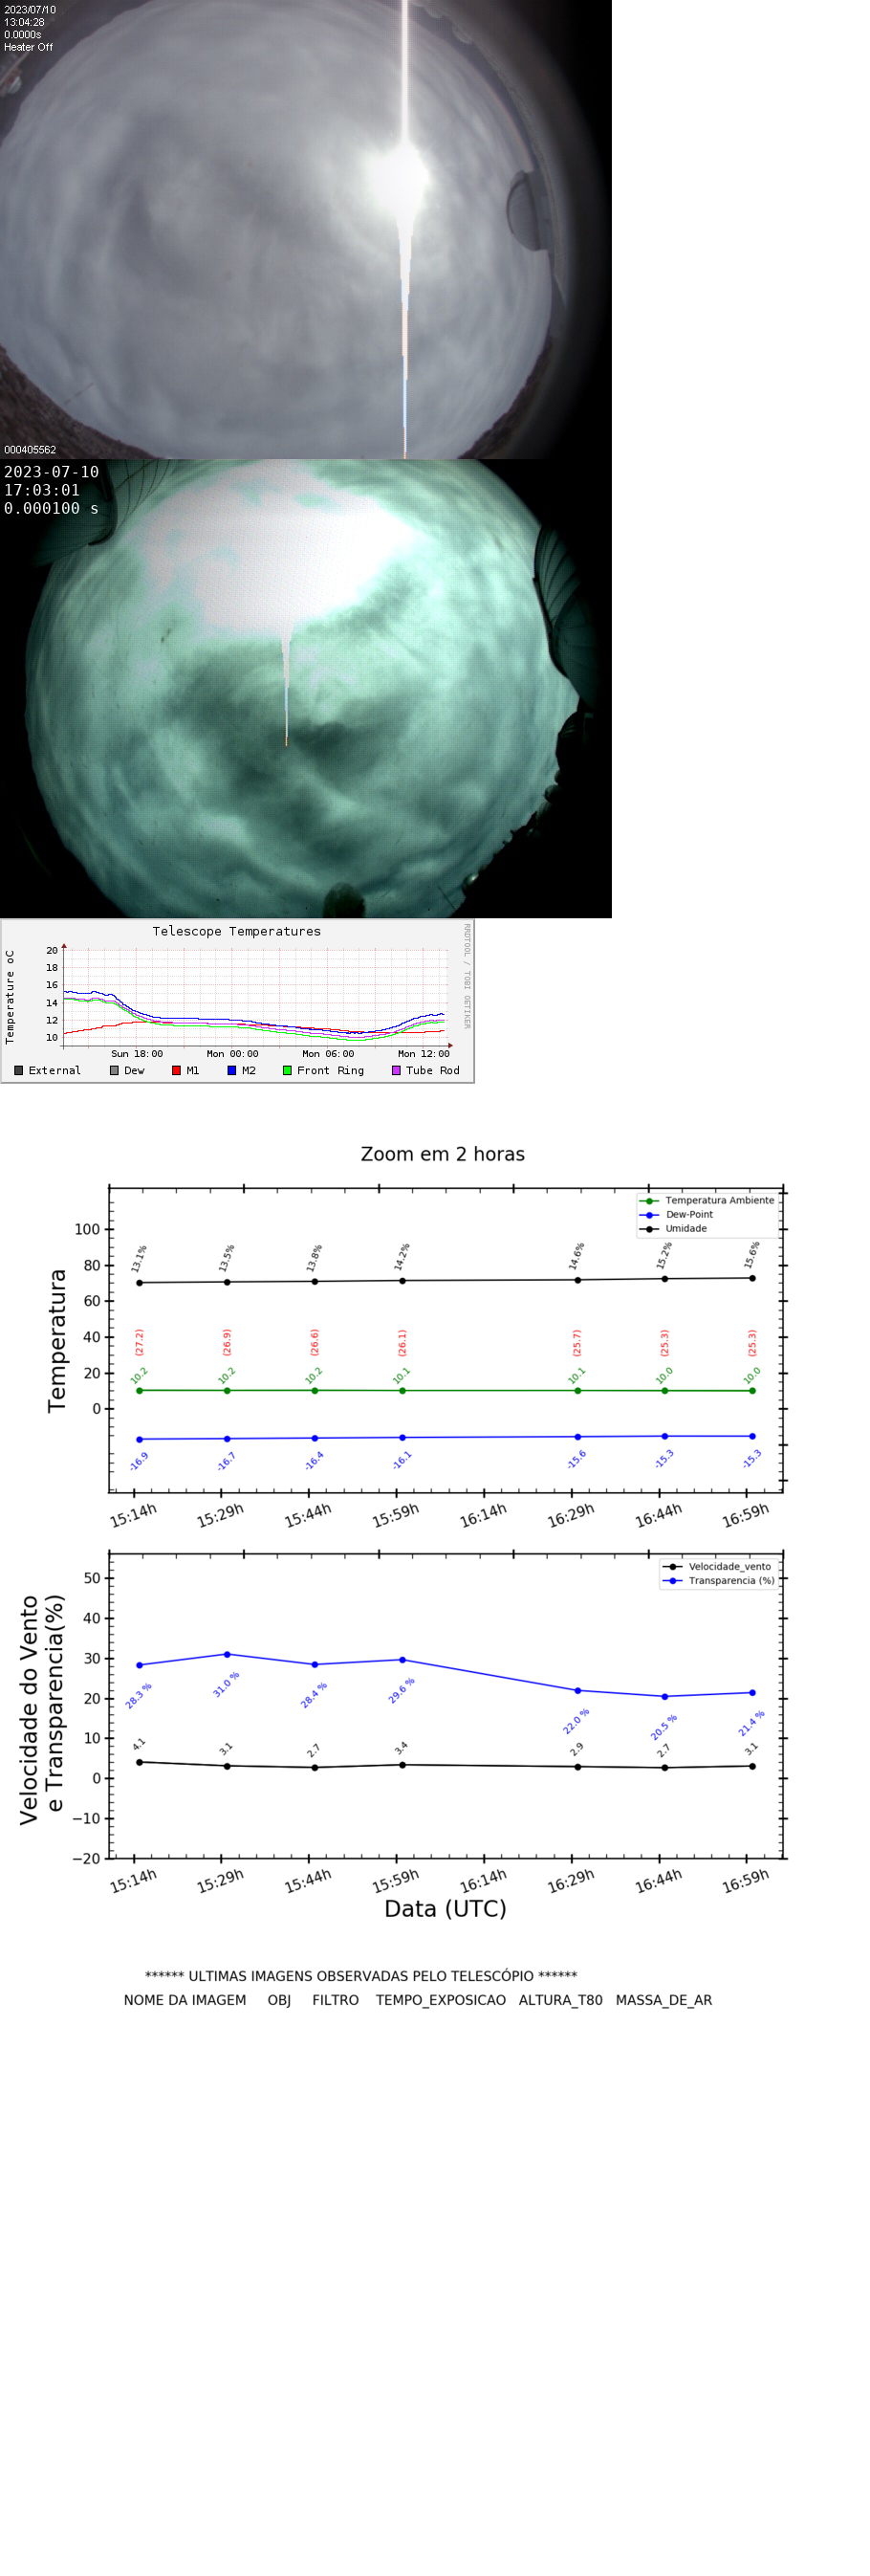 2023/07/10
13:04:28
0.0000s
Heater Off
000405562
2023-07-10
17:03:01
0.000100 s
Telescope Temperatures
RRDTOOL / TOBI OETIKER
Temperature oC
20
18
16
14
12
10
Sun 18:00 Mon 00:00 Mon 06:00 Mon 12:00
External Dew M1 M2 Front Ring Tube Rod
Zoom em 2 horas
Temperatura
100
80
60
40
20
0
Temperatura Ambiente
Dew-Point
Umidade
13.1% 13.5% 13.8% 14.2% 14.6% 15.2% 15.6%
(27.2) (26.9) (26.6) (26.1) (25.7) (25.3) (25.3)
10.2 10.2 10.2 10.1 10.1 10.0 10.0
-16.9 -16.7 -16.4 -16.1 -15.6 -15.3 -15.3
15:14h 15:29h 15:44h 15:59h 16:14h 16:29h 16:44h 16:59h
Velocidade do Vento
e Transparencia(%)
50
40
30
20
10
0
−10
−20
Velocidade_vento
Transparencia (%)
28.3 % 31.0 % 28.4 % 29.6 % 22.0 % 20.5 % 21.4 %
4.1 3.1 2.7 3.4 2.9 2.7 3.1
15:14h 15:29h 15:44h 15:59h 16:14h 16:29h 16:44h 16:59h
Data (UTC)
****** ULTIMAS IMAGENS OBSERVADAS PELO TELESCÓPIO ******
NOME DA IMAGEM OBJ FILTRO TEMPO_EXPOSICAO ALTURA_T80 MASSA_DE_AR